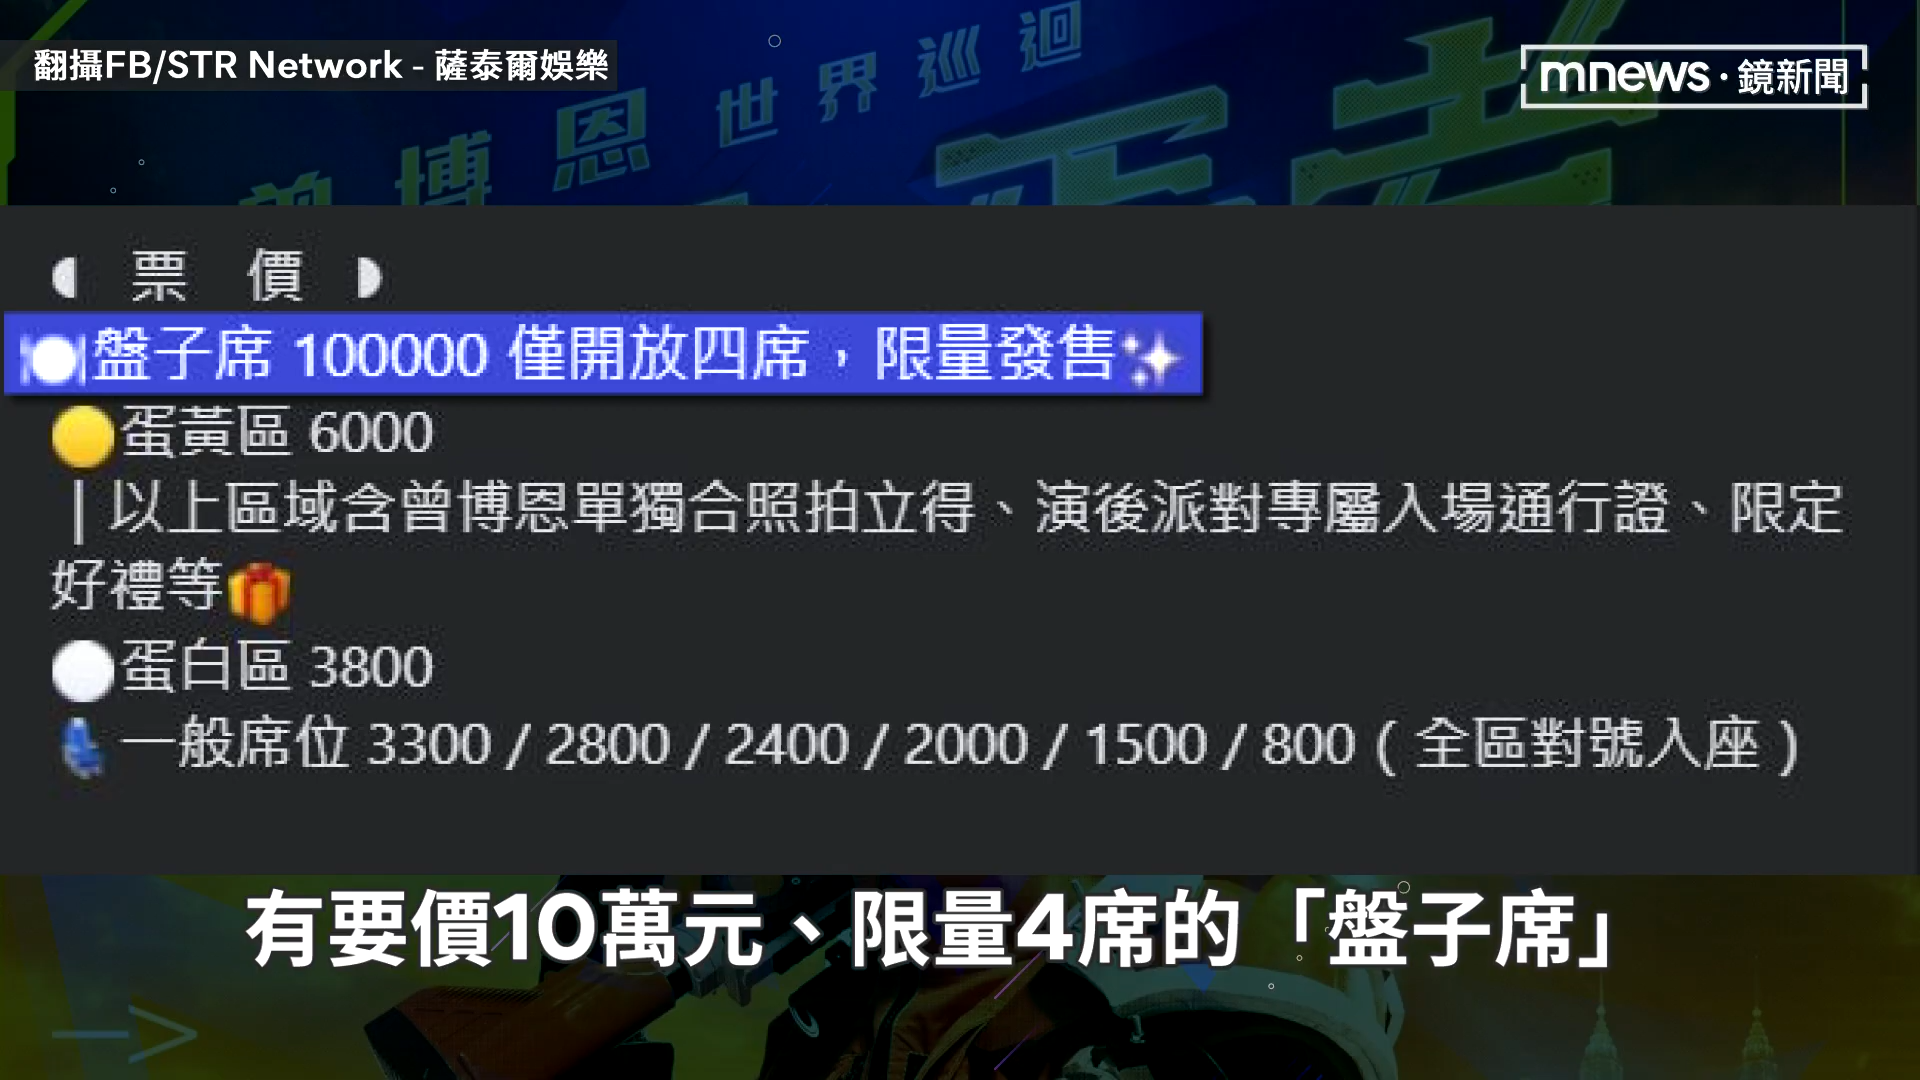 翻攝FB/STR Network - 薩泰爾娛樂
mnews·鏡新聞
曾博恩世界巡迴
票 價
盤子席 100000 僅開放四席，限量發售
蛋黃區 6000
｜以上區域含曾博恩單獨合照拍立得、演後派對專屬入場通行證、限定
好禮等
蛋白區 3800
一般席位 3300 / 2800 / 2400 / 2000 / 1500 / 800 ( 全區對號入座 )
有要價10萬元、限量4席的「盤子席」